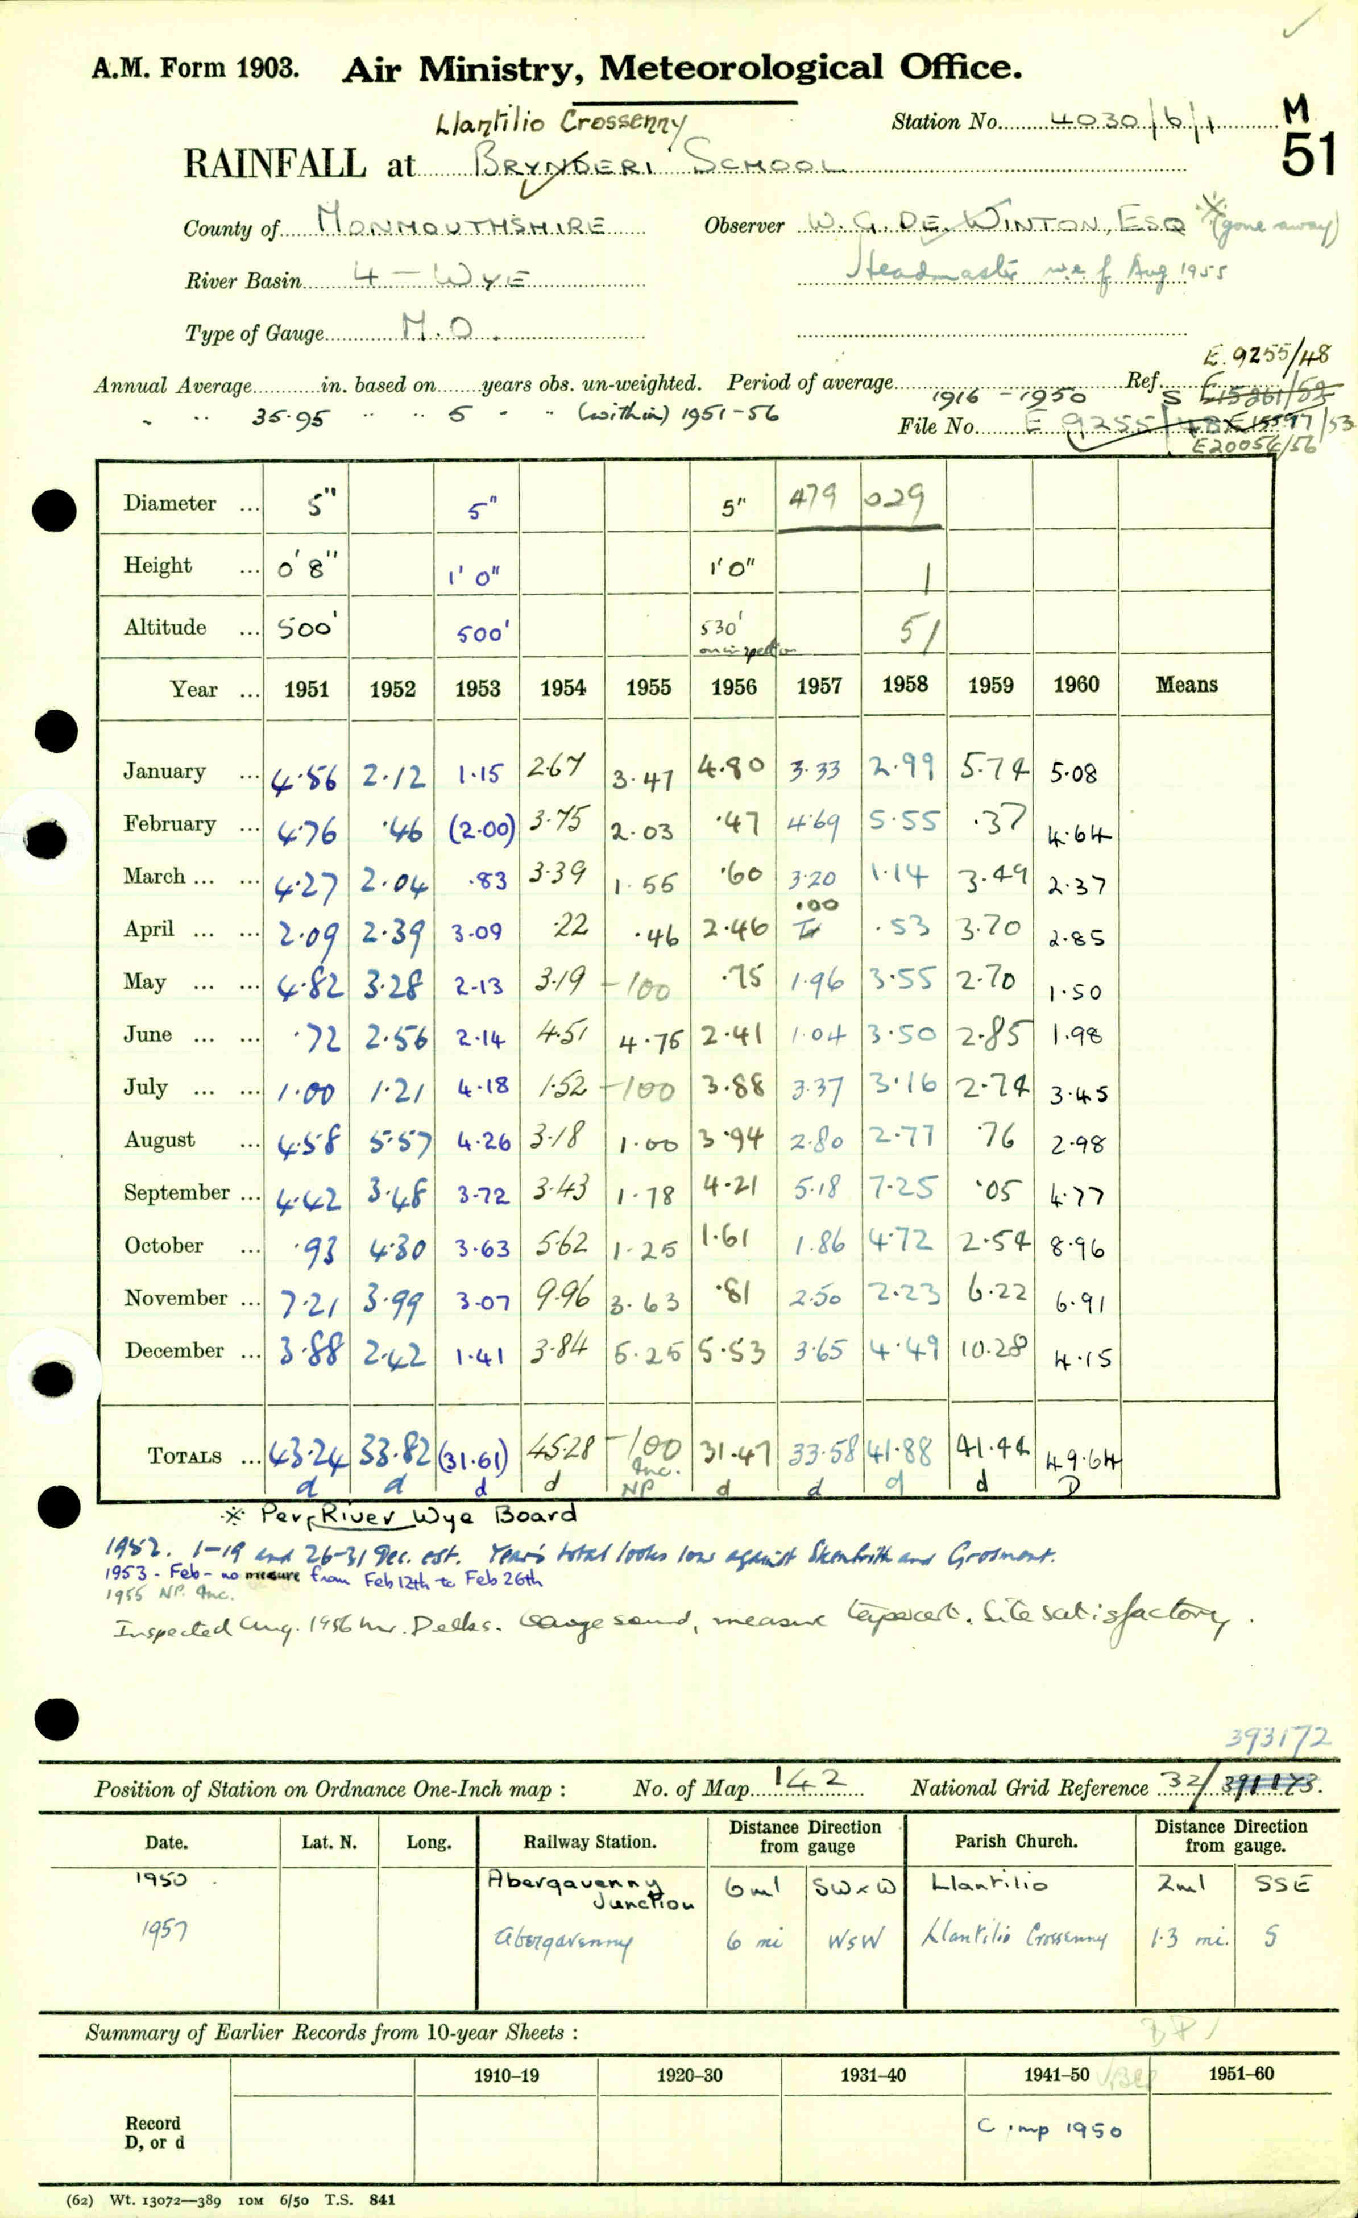 A.M. Form 1903. Air Ministry, Meteorological Office.
Llantilio Crossenny
Station No. 4030/6/1 M
RAINFALL at BRYNDERI SCHOOL 51
County of MONMOUTHSHIRE Observer W. G. DE. WINTON, ESQ * (gone away)
River Basin 4 - WYE Headmaster w.e.f Aug 1955
Type of Gauge M.O.
E. 9255/48
Annual Average in. based on years obs. un-weighted. Period of average 1916 - 1950 Ref. S E15261/52
" " 35.95 " " 5 " " (within) 1951-56 File No. E 9255/48 E15597/53
E20056/56
Diameter ... 5" 5" 5" 479 029
Height ... 0' 8" 1' 0" 1' 0" 1
Altitude ... 500' 500' 530' 51
on inspection
Year ... 1951 1952 1953 1954 1955 1956 1957 1958 1959 1960 Means
January ... 4.56 2.12 1.15 2.67 3.47 4.80 3.33 2.99 5.74 5.08
February ... 4.76 .46 (2.00) 3.75 2.03 .47 4.69 5.55 .37 4.64
March ... ... 4.27 2.04 .83 3.39 1.55 .60 3.20 1.14 3.49 2.37
.00
April ... ... 2.09 2.39 3.09 .22 .46 2.46 Tr .53 3.70 2.85
May ... ... 4.82 3.28 2.13 3.19 -100 .75 1.96 3.55 2.70 1.50
June ... ... .72 2.56 2.14 4.51 4.75 2.41 1.04 3.50 2.85 1.98
July ... ... 1.00 1.21 4.18 1.52 -100 3.88 3.37 3.16 2.74 3.45
August ... 4.58 5.57 4.26 3.18 1.00 3.94 2.80 2.77 .76 2.98
September ... 4.42 3.48 3.72 3.43 1.78 4.21 5.18 7.25 .05 4.77
October ... .93 4.30 3.63 5.62 1.25 1.61 1.86 4.72 2.54 8.96
November ... 7.21 3.99 3.07 9.96 3.63 .81 2.50 2.23 6.22 6.91
December ... 3.88 2.42 1.41 3.84 5.25 5.53 3.65 4.49 10.28 4.15
TOTALS ... 43.24 33.82 (31.61) 45.28 -100 31.47 33.58 41.88 41.44 49.64
Inc.
d d d d NP d d d d D
* Per River Wye Board
1952. 1-19 and 26-31 Dec. est. Year's total looks low against Skenfrith and Grosmont.
1953 - Feb - no measure from Feb 12th to Feb 26th
1955 NP. Inc.
Inspected Aug. 1956 Mr. Gauge sound, measure tapered. Site satisfactory.
393172
Position of Station on Ordnance One-Inch map : No. of Map 142 National Grid Reference 32/391173.
Date. Lat. N. Long. Railway Station. Distance Direction from gauge Parish Church. Distance Direction from gauge.
1950 Abergavenny Junction 6ml SWxW Llantilio 2ml SSE
1957 Abergavenny 6 mi WSW Llantilio Crossenny 1.3 mi. S
Summary of Earlier Records from 10-year Sheets :
1910-19 1920-30 1931-40 1941-50 1951-60
Record
D, or d Comp 1950
(62) Wt. 13072—389 10M 6/50 T.S. 841